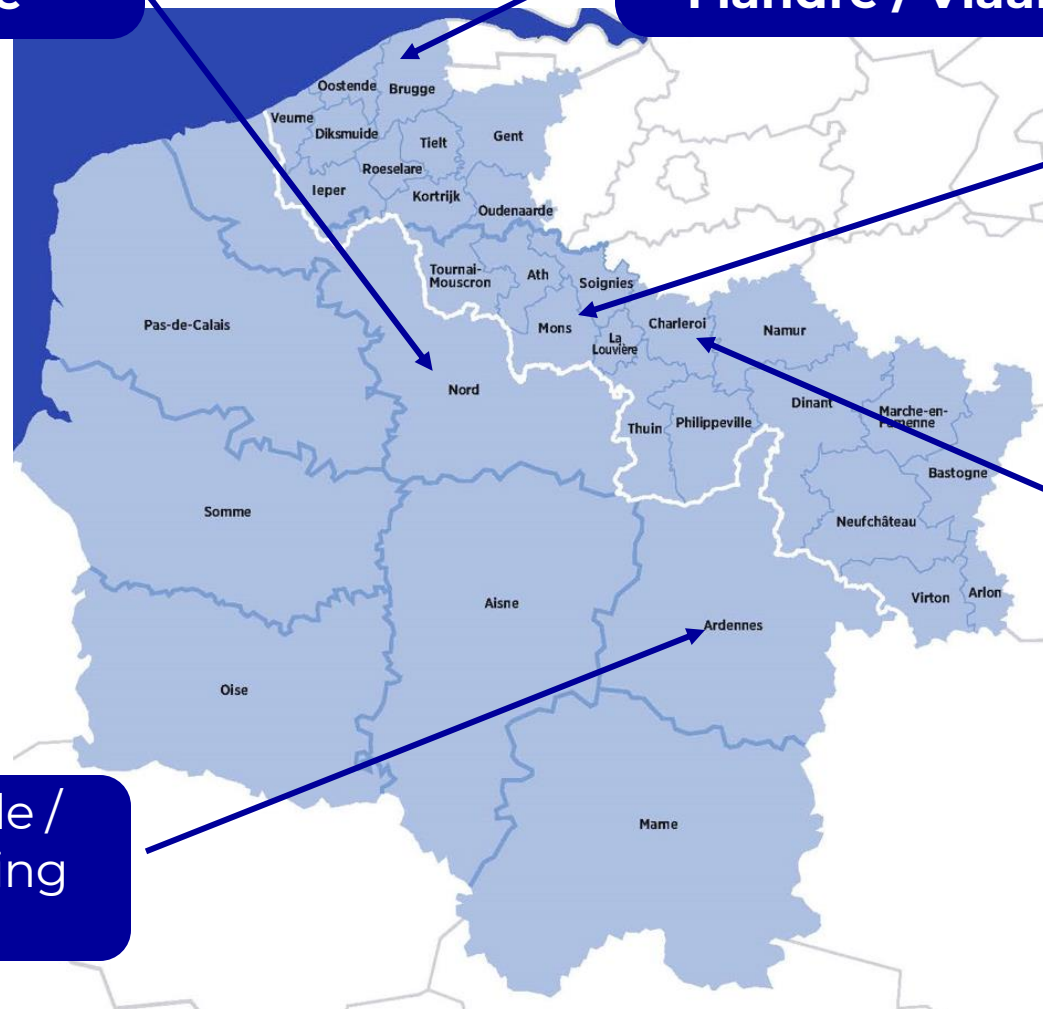 e
Flandre / Vlaan
Oostende
Brugge
Veurne
Diksmuide
Tielt
Gent
Roeselare
Ieper
Kortrijk
Oudenaarde
Tournai-
Mouscron
Ath
Soignies
Pas-de-Calais
Mons
La
Louvière
Charleroi
Namur
Nord
Dinant
Marche-en-
Famenne
Thuin
Philippeville
Bastogne
Somme
Neufchâteau
Aisne
Virton
Arlon
Ardennes
Oise
le /
ing
Marne